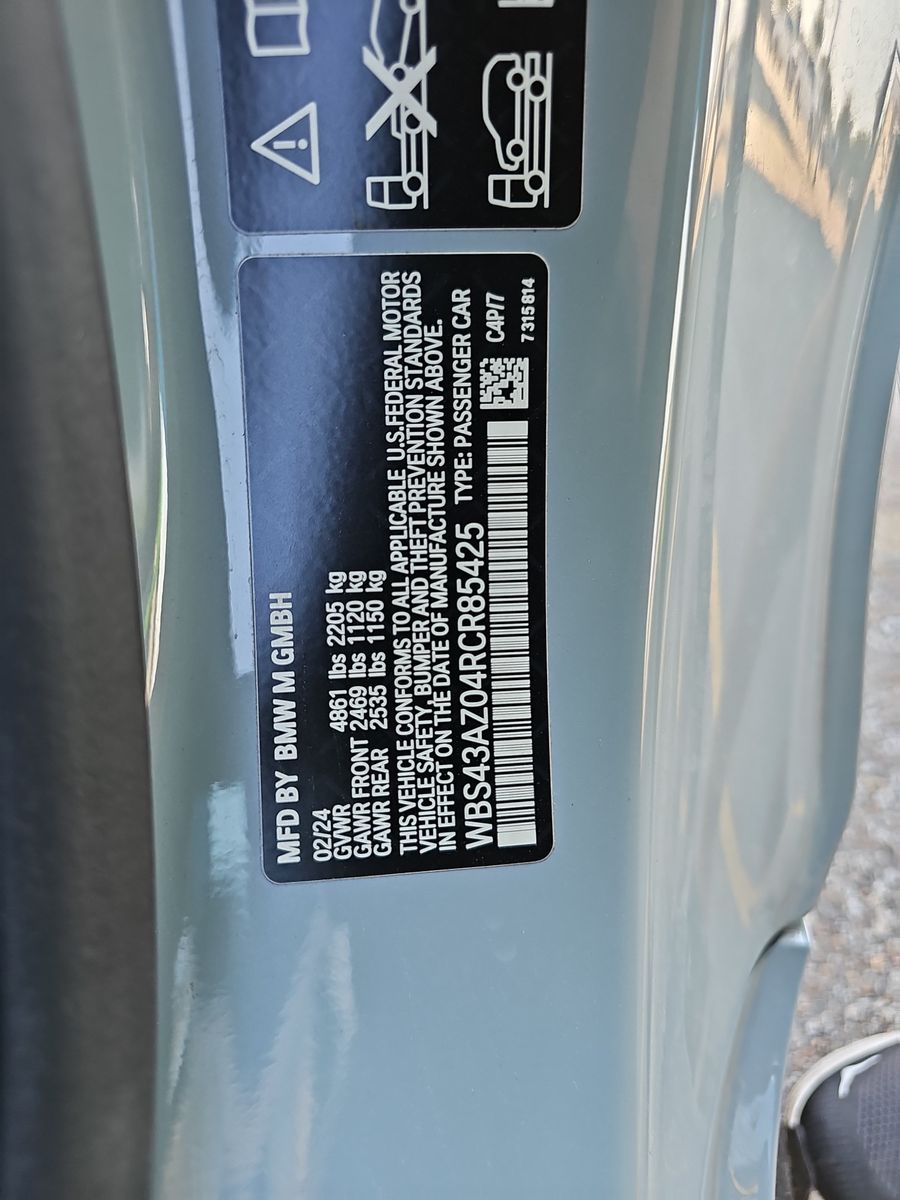 MFD BY BMW M GMBH
02/24
GVWR 4861 lbs 2205 kg
GAWR FRONT 2469 lbs 1120 kg
GAWR REAR 2535 lbs 1150 kg
THIS VEHICLE CONFORMS TO ALL APPLICABLE U.S.FEDERAL MOTOR
VEHICLE SAFETY, BUMPER AND THEFT PREVENTION STANDARDS
IN EFFECT ON THE DATE OF MANUFACTURE SHOWN ABOVE.
WBS43AZ04RCR85425 TYPE: PASSENGER CAR
C4PI7
7 315 814